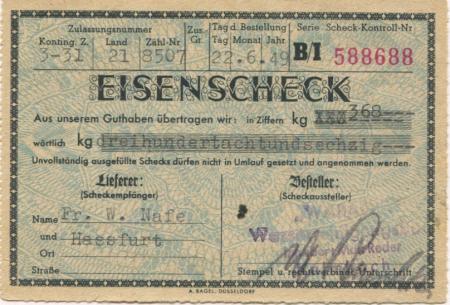 Zulassungsnummer
Konting. Z. Land Zähl-Nr
Zus. Gr.
Tag d. Bestellung
Tag Monat Jahr
Serie Scheck-Kontroll-Nr
3-31 21 8507 22.6.49 B/I 588688
EISENSCHECK
Aus unserem Guthaben übertragen wir: in Ziffern kg XXX 368---
wörtlich kg dreihundertachtundsechzig---
Unvollständig ausgefüllte Schecks dürfen nicht in Umlauf gesetzt und angenommen werden.
Lieferer:
(Scheckempfänger)
Besteller:
(Scheckaussteller)
Name Fr. W. Nafe
und Hassfurt
Ort
Straße
Stempel u. rechtsverbindl. Unterschrift
A. BAGEL, DÜSSELDORF